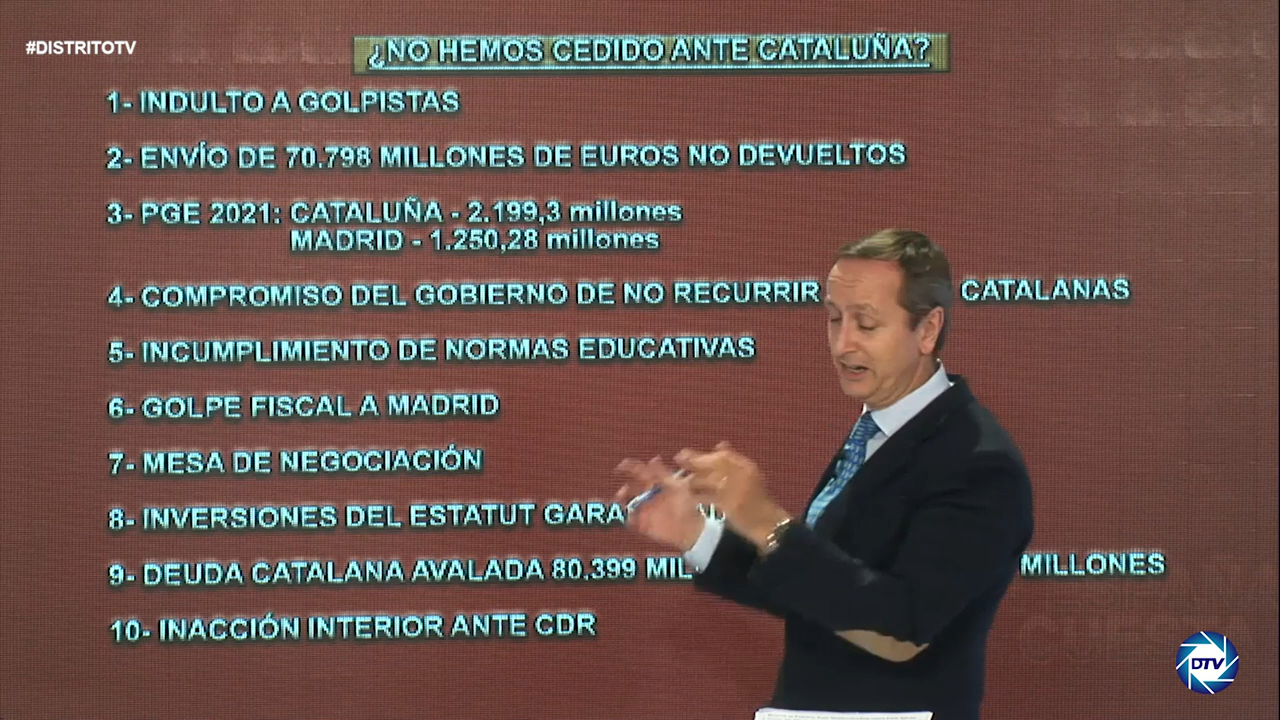 #DISTRITOTV
¿NO HEMOS CEDIDO ANTE CATALUÑA?
1- INDULTO A GOLPISTAS
2- ENVÍO DE 70.798 MILLONES DE EUROS NO DEVUELTOS
3- PGE 2021: CATALUÑA - 2.199,3 millones
MADRID - 1.250,28 millones
4- COMPROMISO DEL GOBIERNO DE NO RECURRIR CATALANAS
5- INCUMPLIMIENTO DE NORMAS EDUCATIVAS
6- GOLPE FISCAL A MADRID
7- MESA DE NEGOCIACIÓN
8- INVERSIONES DEL ESTATUT
9- DEUDA CATALANA AVALADA 80.399 MILLONES
10- INACCIÓN INTERIOR ANTE CDR
DTV